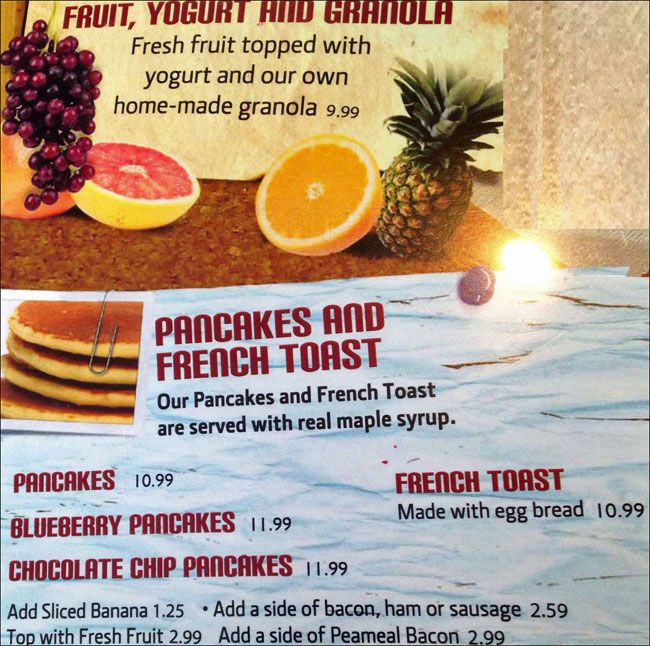 FRUIT, YOGURT AND GRANOLA
Fresh fruit topped with
yogurt and our own
home-made granola 9.99
PANCAKES AND
FRENCH TOAST
Our Pancakes and French Toast
are served with real maple syrup.
PANCAKES 10.99
FRENCH TOAST
Made with egg bread 10.99
BLUEBERRY PANCAKES 11.99
CHOCOLATE CHIP PANCAKES 11.99
Add Sliced Banana 1.25 • Add a side of bacon, ham or sausage 2.59
Top with Fresh Fruit 2.99 Add a side of Peameal Bacon 2.99